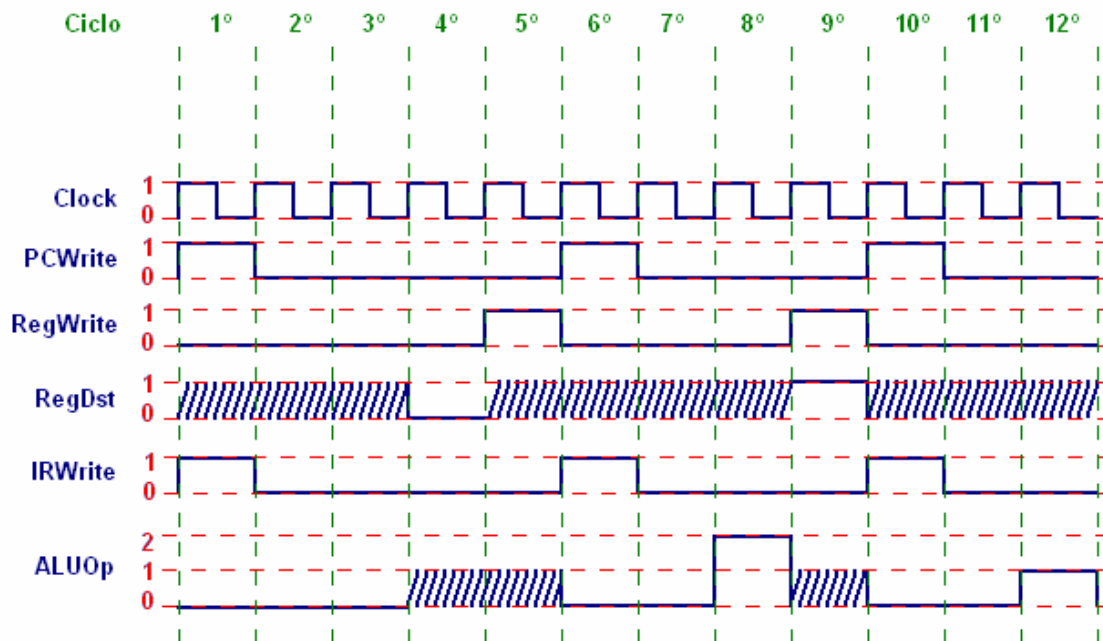 Ciclo 1° 2° 3° 4° 5° 6° 7° 8° 9° 10° 11° 12°
Clock 1 0
PCWrite 1 0
RegWrite 1 0
RegDst 1 0
IRWrite 1 0
ALUOp 2 1 0